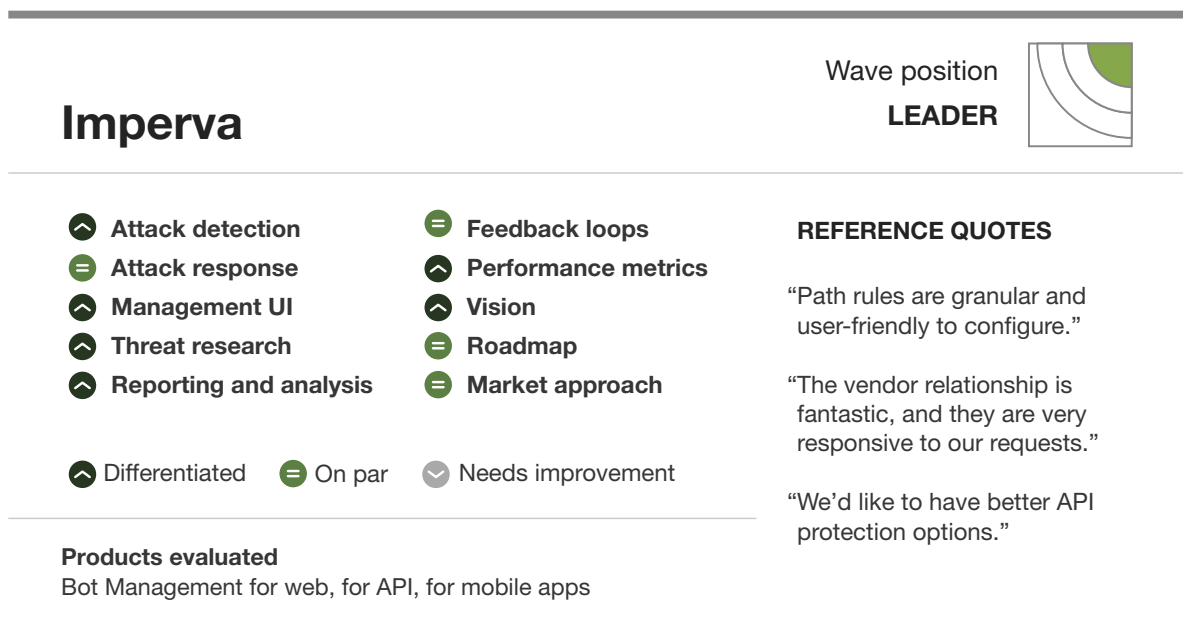 Wave position
LEADER
Imperva
Attack detection
Attack response
Management UI
Threat research
Reporting and analysis
Feedback loops
Performance metrics
Vision
Roadmap
Market approach
Differentiated
On par
Needs improvement
Products evaluated
Bot Management for web, for API, for mobile apps
REFERENCE QUOTES
“Path rules are granular and
user-friendly to configure.”
“The vendor relationship is
fantastic, and they are very
responsive to our requests.”
“We’d like to have better API
protection options.”